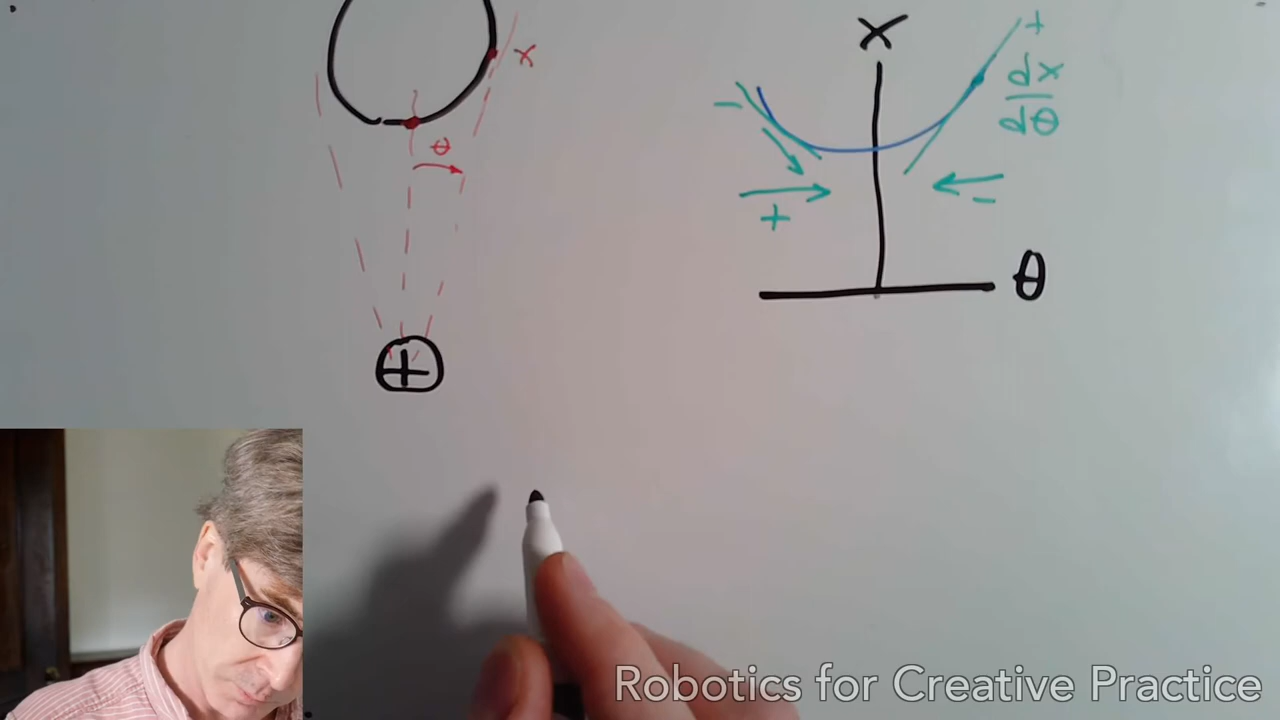 x
θ
x
θ
+
−
dx
dθ
+
−
Robotics for Creative Practice